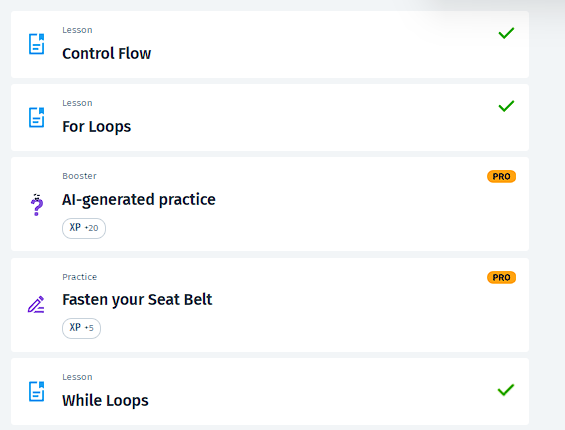 Lesson
Control Flow
Lesson
For Loops
Booster
PRO
AI-generated practice
XP +20
Practice
PRO
Fasten your Seat Belt
XP +5
Lesson
While Loops